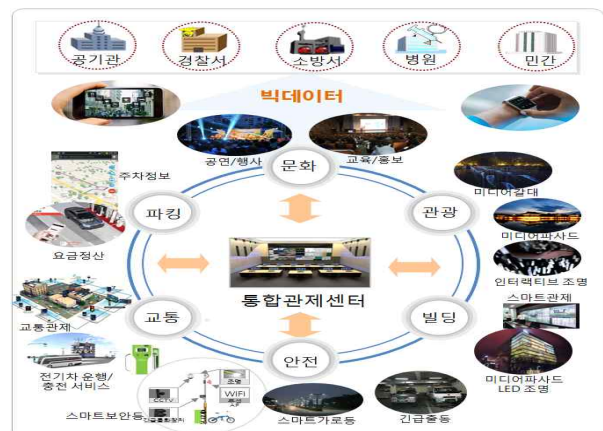 공기관
경찰서
소방서
병원
민간
빅데이터
공연/행사
문화
교육/홍보
주차정보
파킹
관광
미디어갈대
미디어파사드
요금정산
인터랙티브 조명
통합관제센터
스마트관제
교통
빌딩
교통관제
안전
전기차 운행/
충전 서비스
미디어파사드
LED 조명
조명
CCTV
WIFI
스마트보안등
스마트가로등
긴급출동